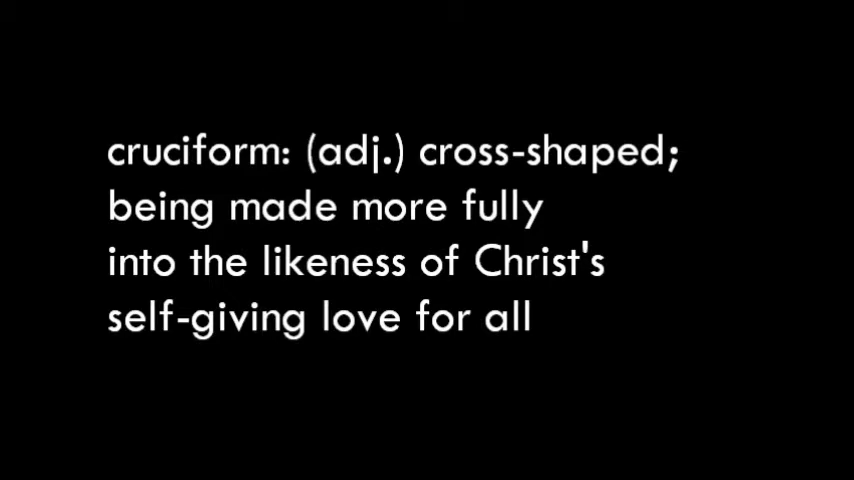 cruciform: (adj.) cross-shaped;
being made more fully
into the likeness of Christ's
self-giving love for all